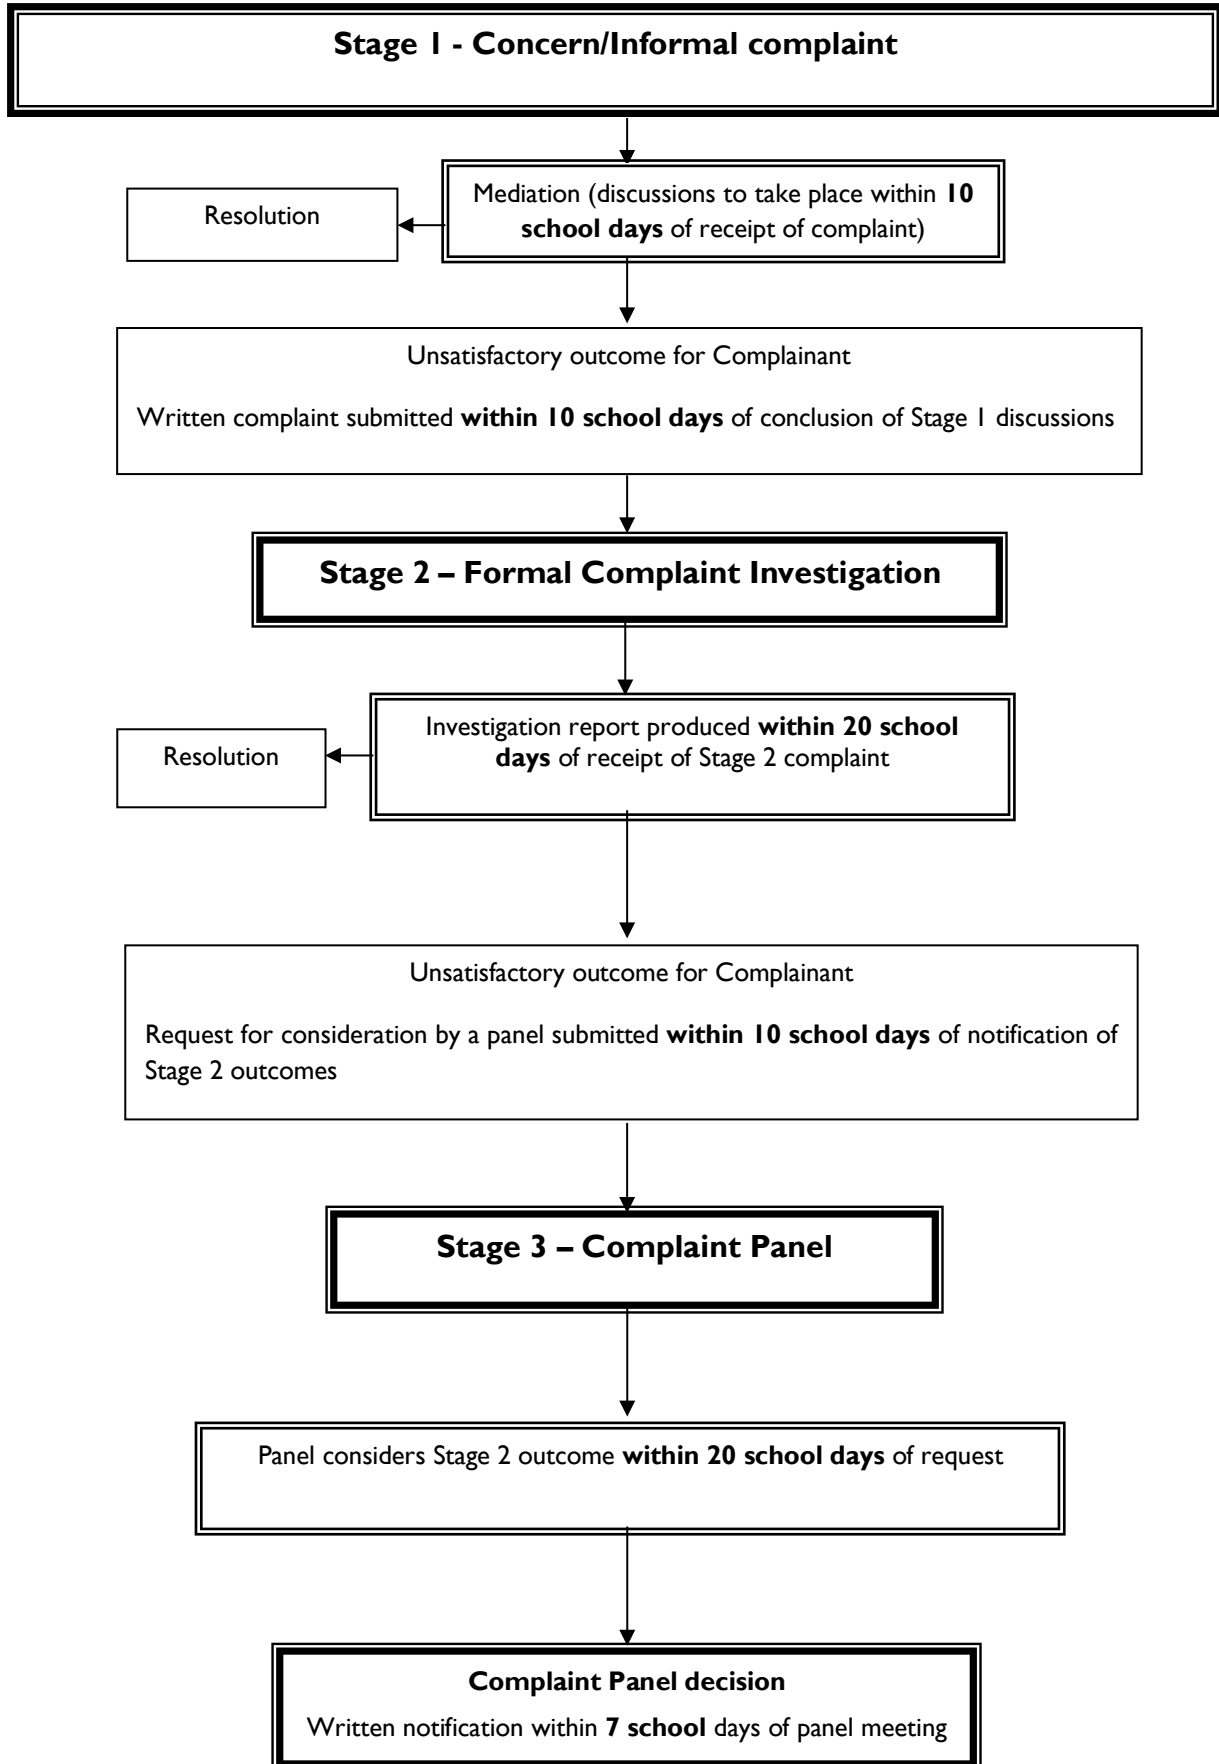 Stage 1 - Concern/Informal complaint
Mediation (discussions to take place within 10
school days of receipt of complaint)
Resolution
Unsatisfactory outcome for Complainant
Written complaint submitted within 10 school days of conclusion of Stage 1 discussions
Stage 2 – Formal Complaint Investigation
Investigation report produced within 20 school
days of receipt of Stage 2 complaint
Resolution
Unsatisfactory outcome for Complainant
Request for consideration by a panel submitted within 10 school days of notification of
Stage 2 outcomes
Stage 3 – Complaint Panel
Panel considers Stage 2 outcome within 20 school days of request
Complaint Panel decision
Written notification within 7 school days of panel meeting